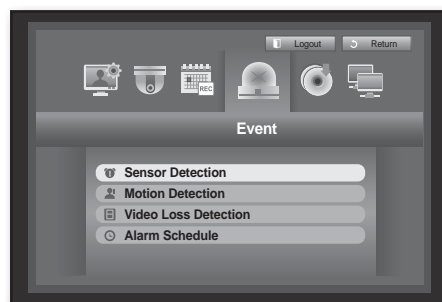 Logout
Return
REC
Event
Sensor Detection
Motion Detection
Video Loss Detection
Alarm Schedule